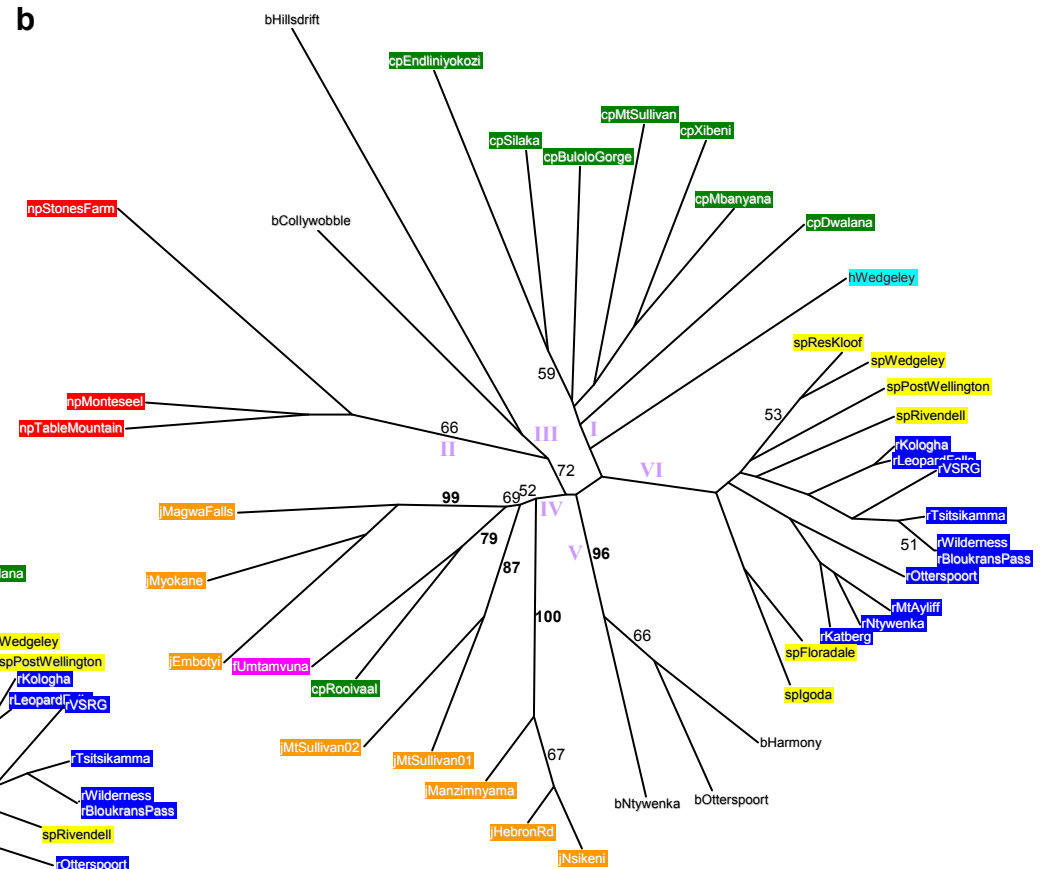 b
bHillsdrift
cpEndliniyokozi
cpMtSullivan
cpXibeni
cpSilaka
cpBuloloGorge
cpMbanyana
npStonesFarm
bCollywobble
cpDwalana
hWedgeley
spResKloof
spWedgeley
59
spPostWellington
npMonteseel
53
spRivendell
npTableMountain
66
III
I
rKologha
II
rLeopardFalls
72
VI
rVSRG
99
69
52
jMagwaFalls
IV
rTsitsikamma
79
V
96
51
rWilderness
87
rBloukransPass
lana
jMyokane
rOtterspoort
100
rMtAyliff
rNtywenka
Wedgeley
66
rKatberg
spPostWellington
jEmbotyi
fUmtamvuna
spFloradale
rKologha
cpRooivaal
spIgoda
rVSRG
jMtSullivan02
bHarmony
rTsitsikamma
jMtSullivan01
67
jManzimnyama
rWilderness
bNtywenka
bOtterspoort
rBloukransPass
spRivendell
jHebronRd
rOtterspoort
jNsikeni